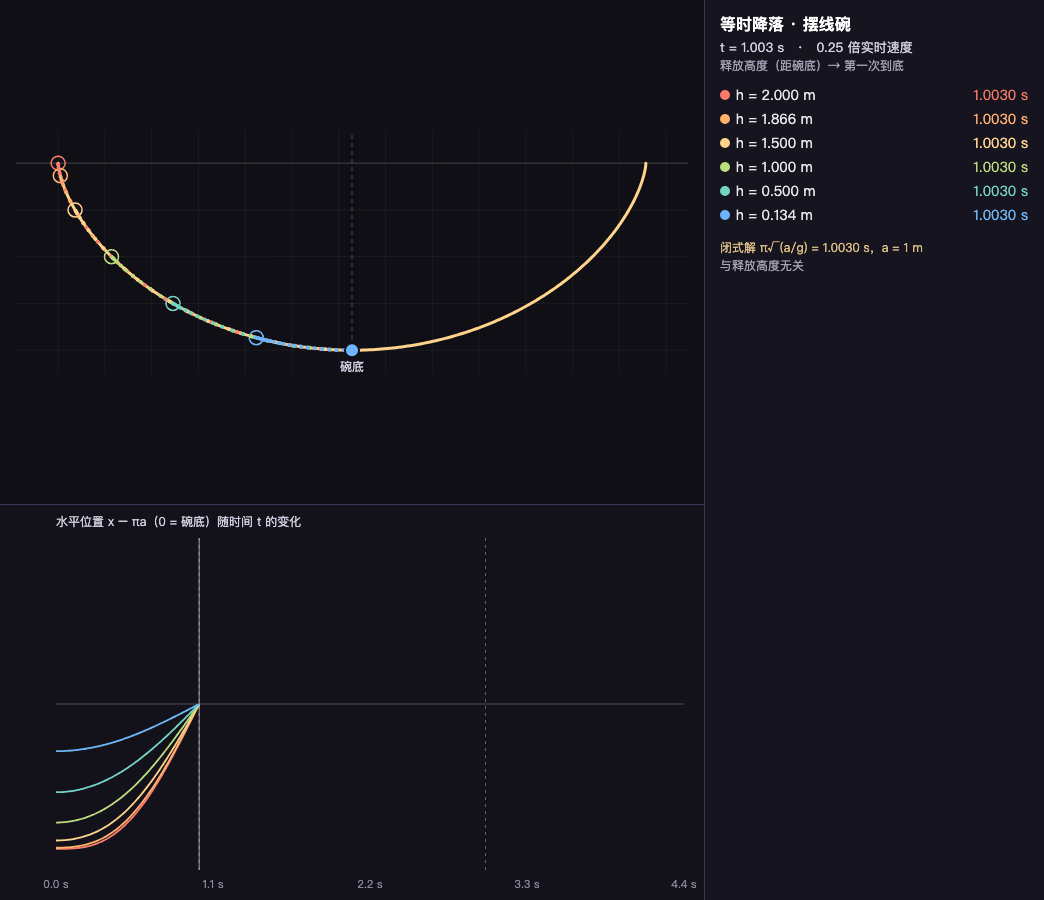 等时降落 · 摆线碗
t = 1.003 s · 0.25 倍实时速度
释放高度（距碗底）→ 第一次到底
h = 2.000 m 1.0030 s
h = 1.866 m 1.0030 s
h = 1.500 m 1.0030 s
h = 1.000 m 1.0030 s
h = 0.500 m 1.0030 s
h = 0.134 m 1.0030 s
闭式解 π√(a/g) = 1.0030 s，a = 1 m
与释放高度无关
碗底
水平位置 x − πa（0 = 碗底）随时间 t 的变化
0.0 s 1.1 s 2.2 s 3.3 s 4.4 s